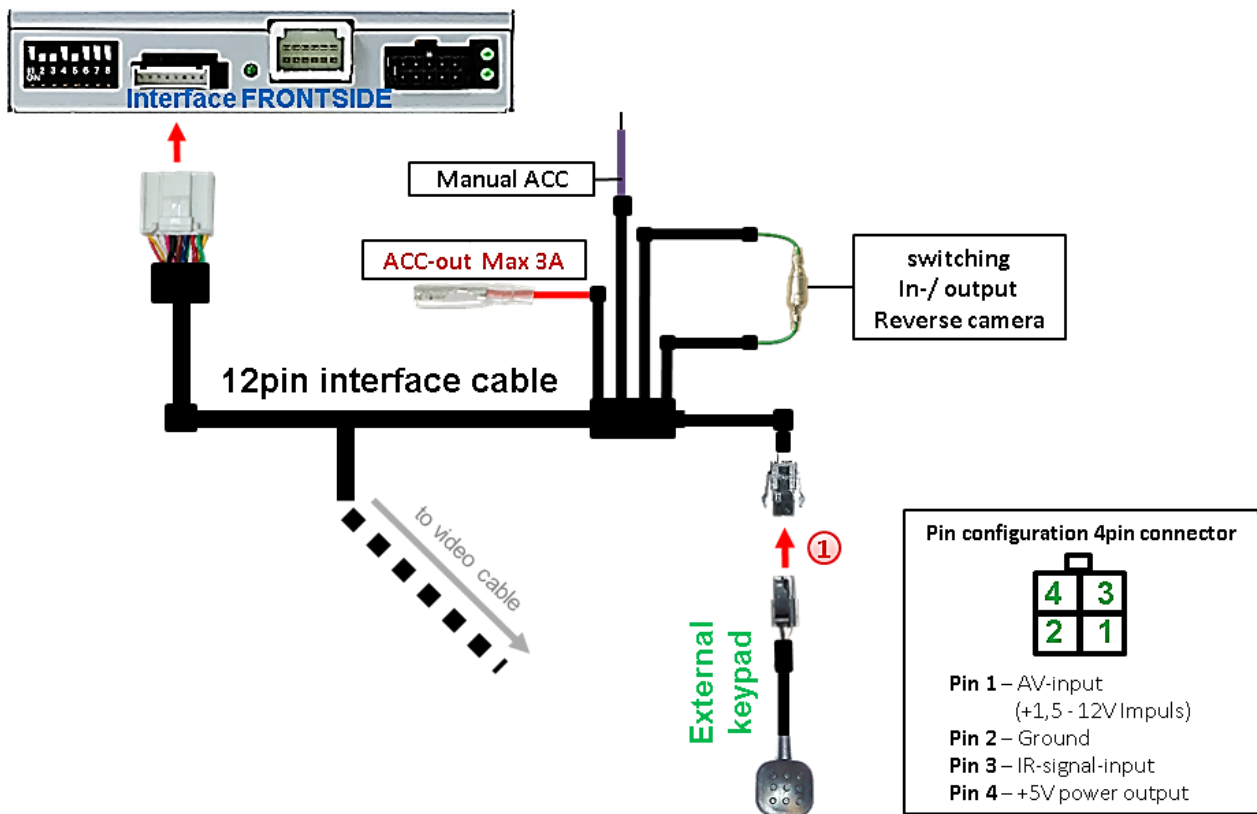 1 2 3 4 5 6 7 8
ON
Interface FRONTSIDE
Manual ACC
ACC-out Max 3A
switching
In-/ output
Reverse camera
12pin interface cable
to video cable
1
External
keypad
Pin configuration 4pin connector
4 3
2 1
Pin 1 – AV-input
(+1,5 - 12V Impuls)
Pin 2 – Ground
Pin 3 – IR-signal-input
Pin 4 – +5V power output